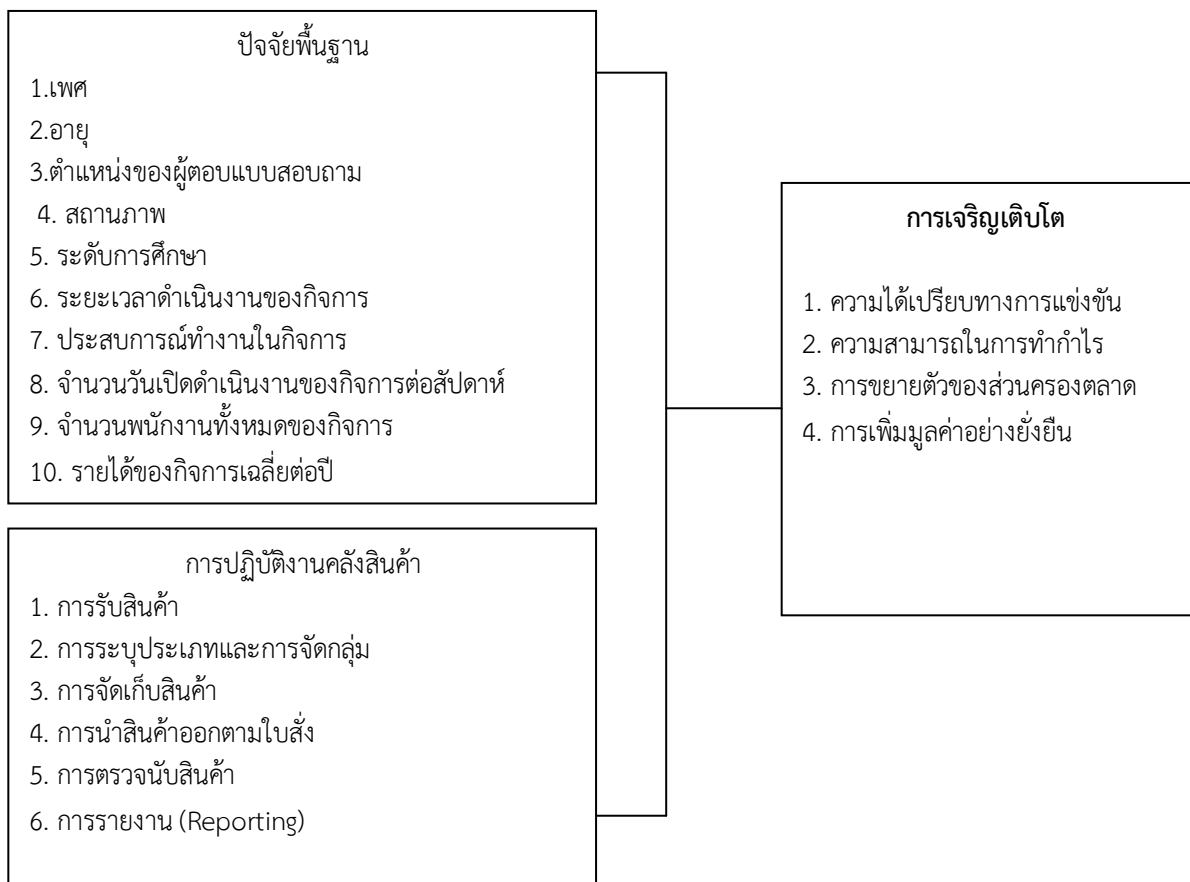 ปัจจัยพื้นฐาน
1.เพศ
2.อายุ
3.ตำแหน่งของผู้ตอบแบบสอบถาม
4. สถานภาพ
5. ระดับการศึกษา
6. ระยะเวลาดำเนินงานของกิจการ
7. ประสบการณ์ทำงานในกิจการ
8. จำนวนวันเปิดดำเนินงานของกิจการต่อสัปดาห์
9. จำนวนพนักงานทั้งหมดของกิจการ
10. รายได้ของกิจการเฉลี่ยต่อปี
การปฏิบัติงานคลังสินค้า
1. การรับสินค้า
2. การระบุประเภทและการจัดกลุ่ม
3. การจัดเก็บสินค้า
4. การนำสินค้าออกตามใบสั่ง
5. การตรวจนับสินค้า
6. การรายงาน (Reporting)
การเจริญเติบโต
1. ความได้เปรียบทางการแข่งขัน
2. ความสามารถในการทำกำไร
3. การขยายตัวของส่วนครองตลาด
4. การเพิ่มมูลค่าอย่างยั่งยืน